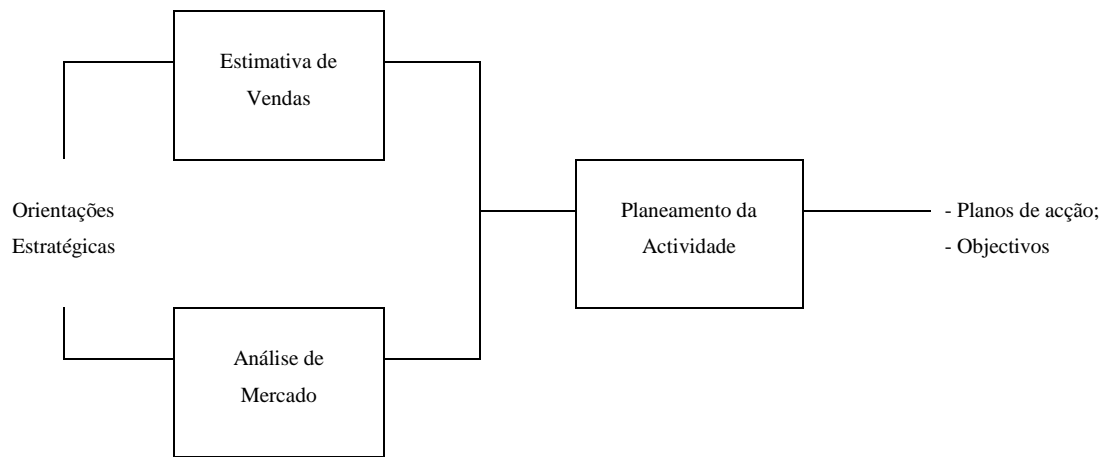 Estimativa de
Vendas
Orientações
Estratégicas
Planeamento da
Actividade
- Planos de acção;
- Objectivos
Análise de
Mercado